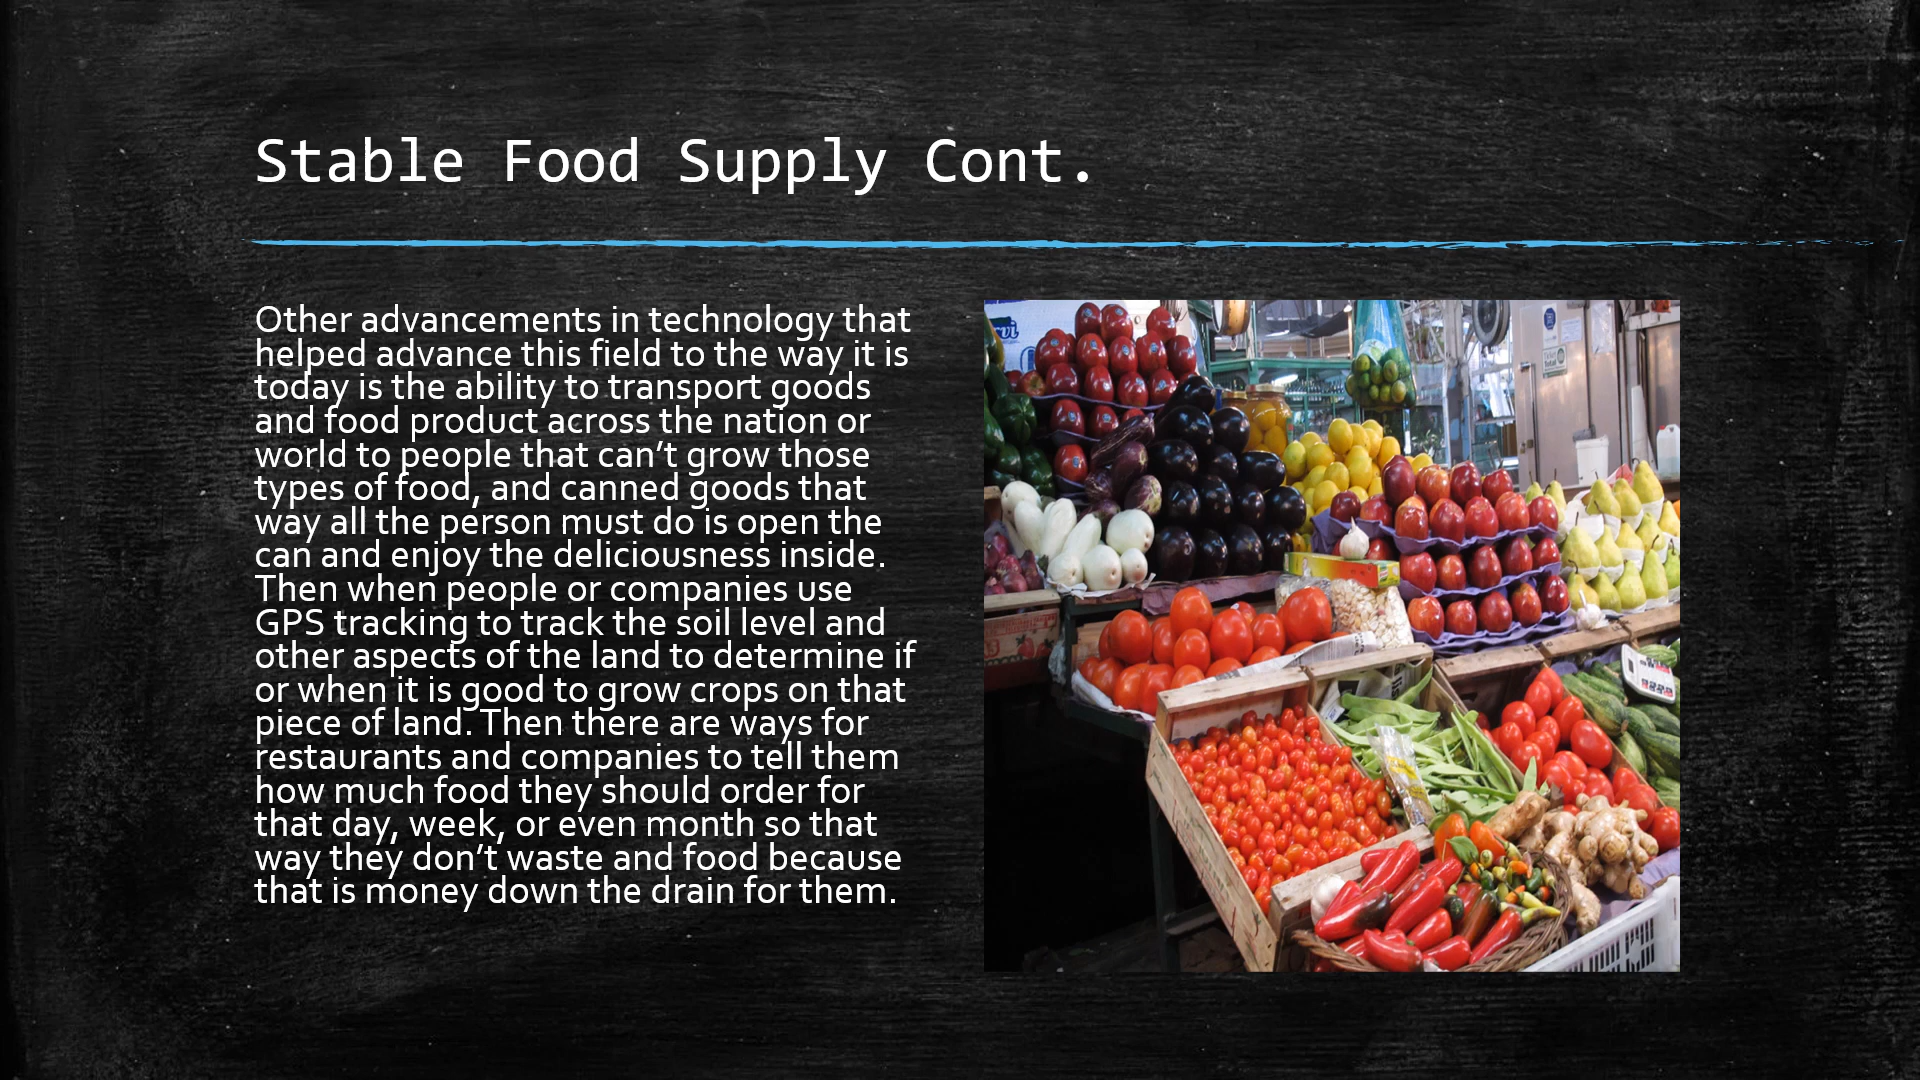 Stable Food Supply Cont.
Other advancements in technology that
helped advance this field to the way it is
today is the ability to transport goods
and food product across the nation or
world to people that can’t grow those
types of food, and canned goods that
way all the person must do is open the
can and enjoy the deliciousness inside.
Then when people or companies use
GPS tracking to track the soil level and
other aspects of the land to determine if
or when it is good to grow crops on that
piece of land. Then there are ways for
restaurants and companies to tell them
how much food they should order for
that day, week, or even month so that
way they don’t waste and food because
that is money down the drain for them.